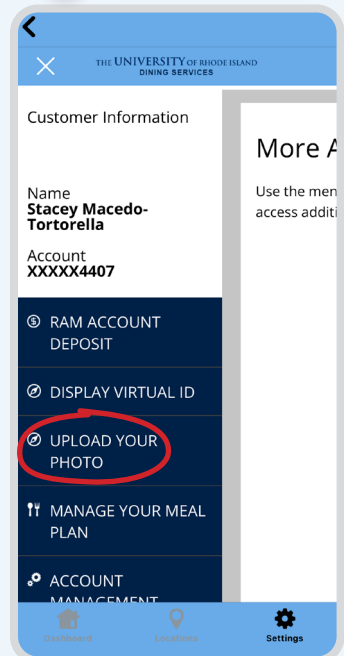 THE UNIVERSITY OF RHODE ISLAND
DINING SERVICES
Customer Information
More A
Use the men
access additi
Name
Stacey Macedo-
Tortorella
Account
XXXXX4407
RAM ACCOUNT
DEPOSIT
DISPLAY VIRTUAL ID
UPLOAD YOUR
PHOTO
MANAGE YOUR MEAL
PLAN
ACCOUNT
MANAGEMENT
Dashboard
Locations
Settings